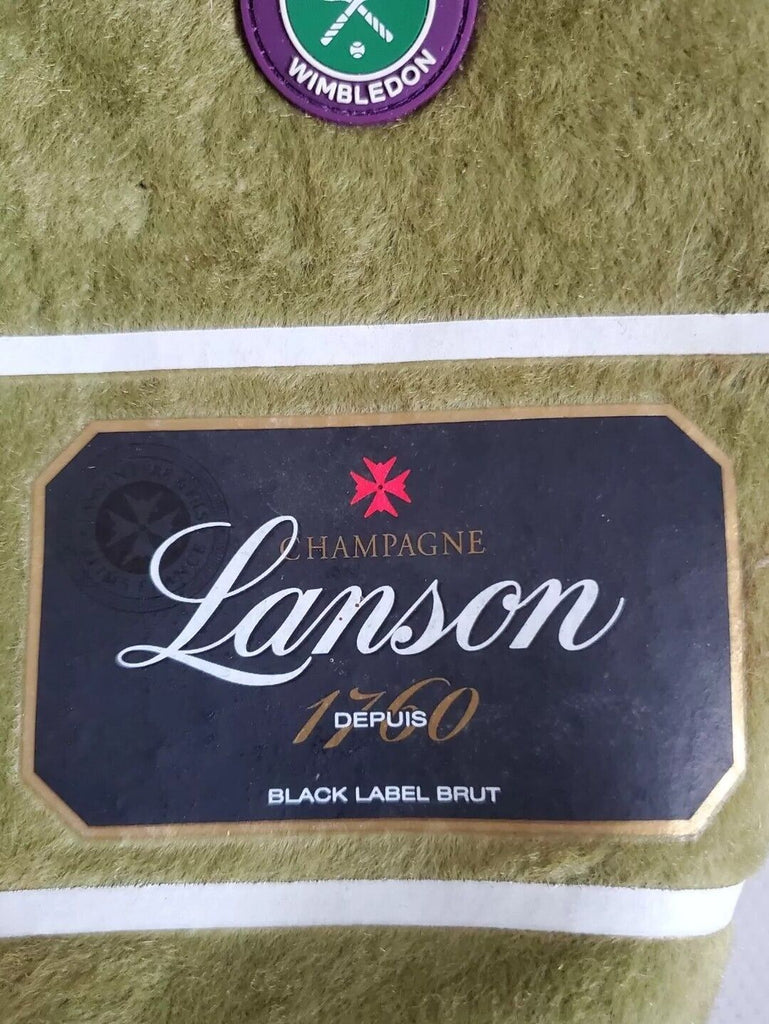 WIMBLEDON
CHAMPAGNE
Lanson
1760
DEPUIS
BLACK LABEL BRUT